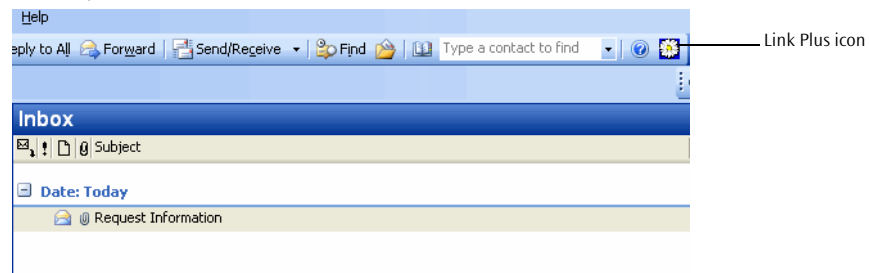 Help
eply to All Forward Send/Receive Find Type a contact to find
Link Plus icon
Inbox
Subject
Date: Today
Request Information